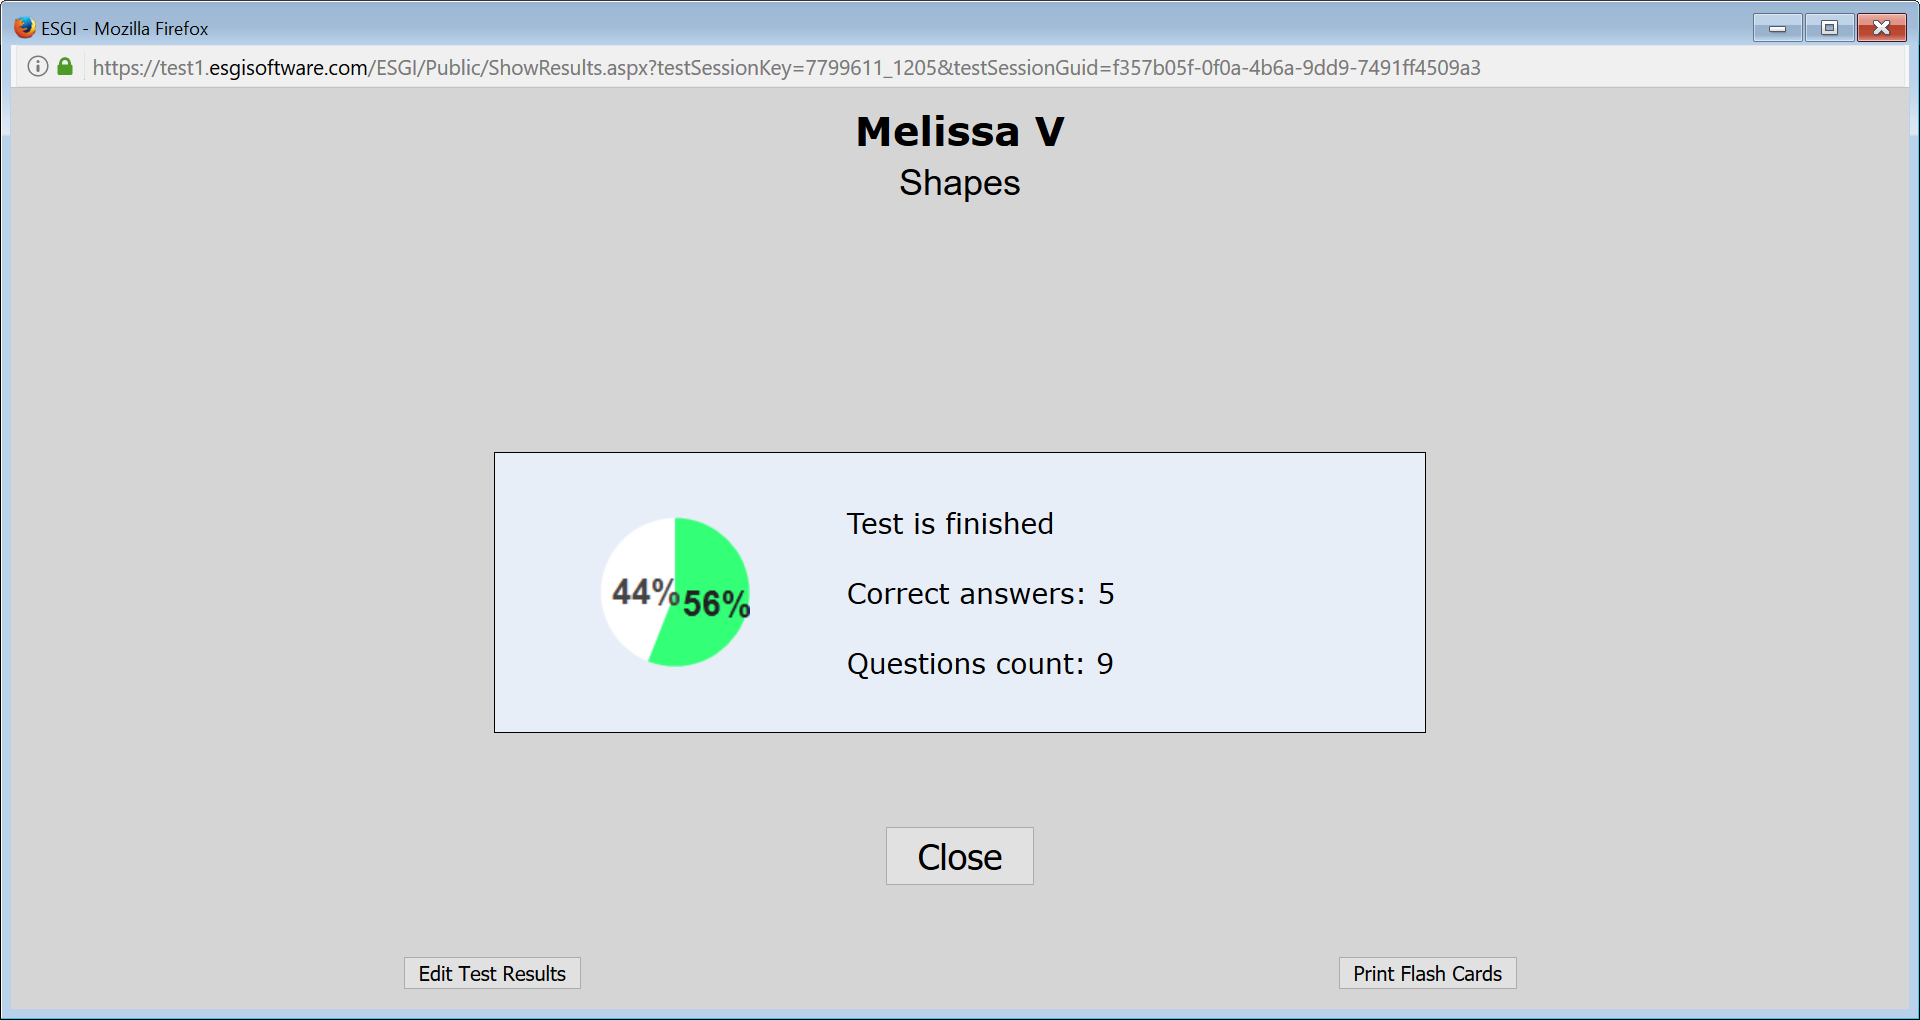 ESGI - Mozilla Firefox
https://test1.esgisoftware.com/ESGI/Public/ShowResults.aspx?testSessionKey=7799611_1205&testSessionGuid=f357b05f-0f0a-4b6a-9dd9-7491ff4509a3
Melissa V
Shapes
Test is finished
44%
56%
Correct answers: 5
Questions count: 9
Close
Edit Test Results
Print Flash Cards